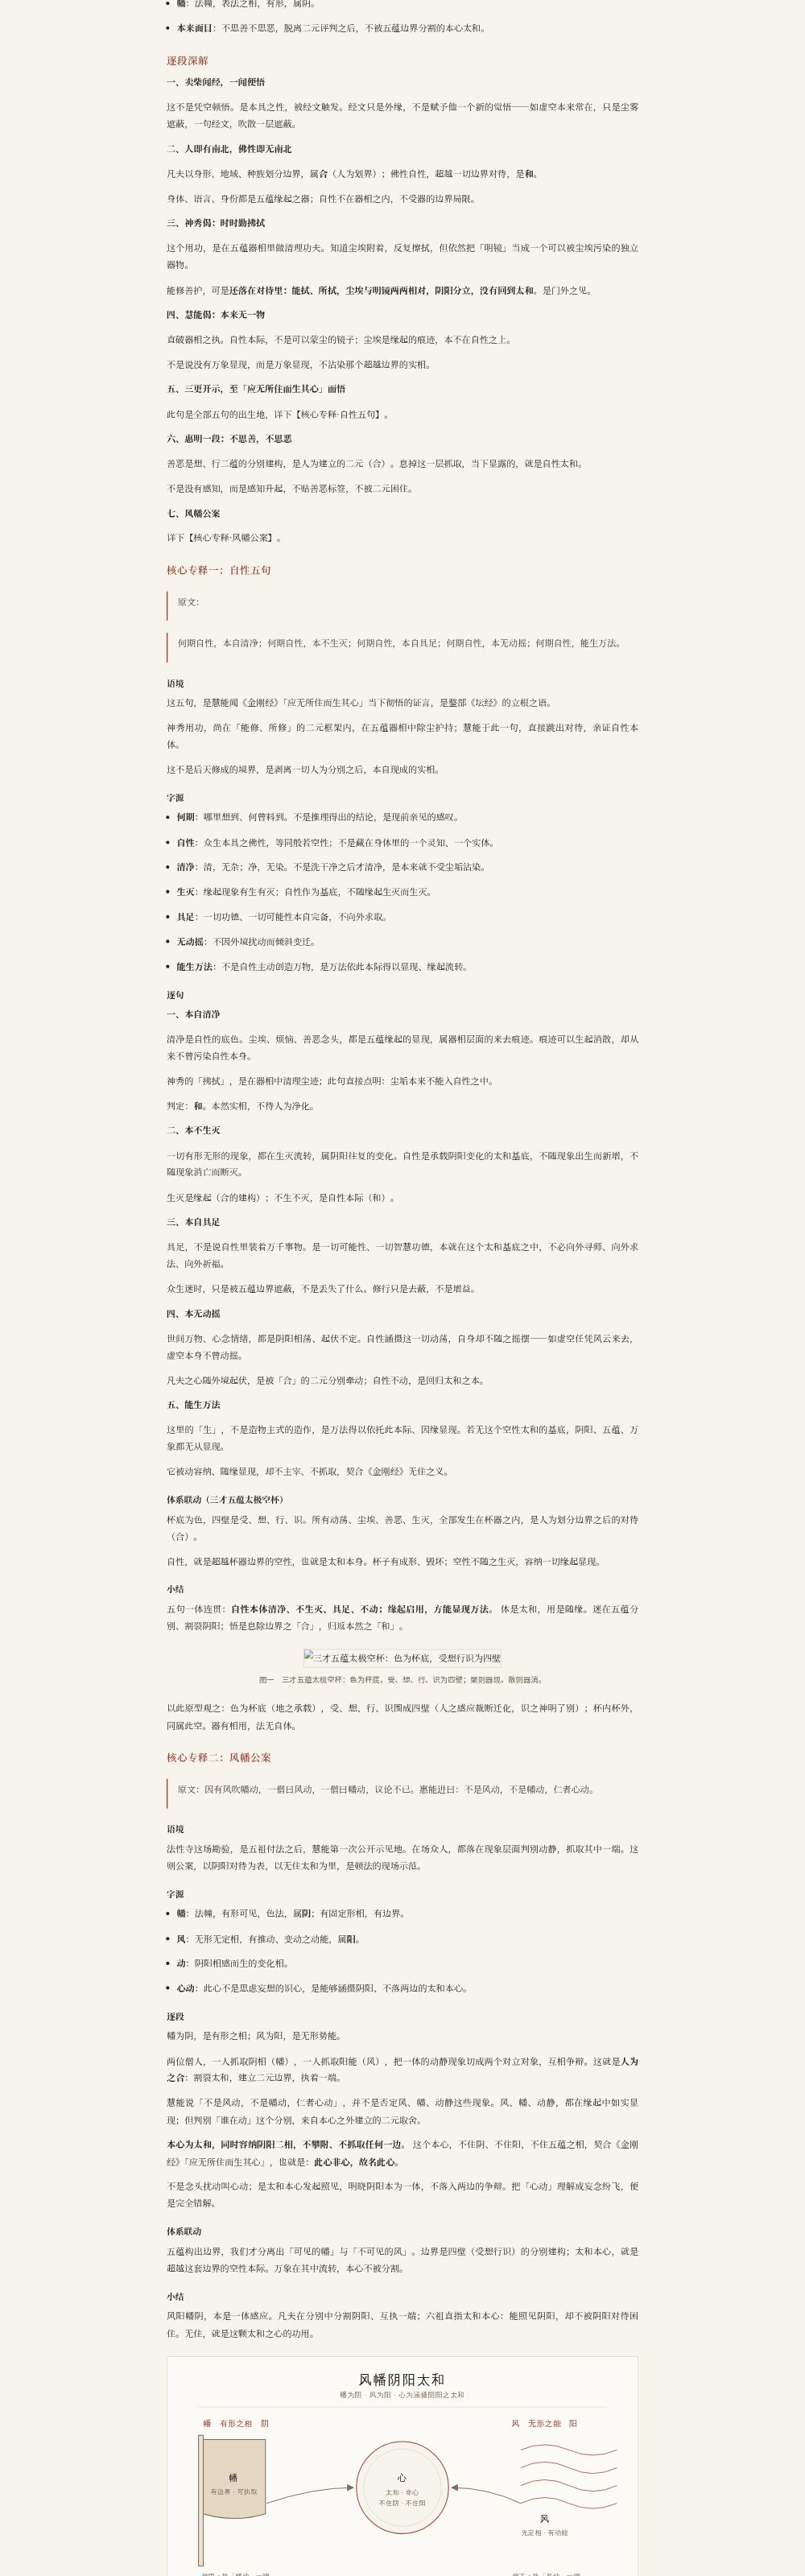 幡：法幢，表法之相，有形，属阴。
本来面目：不思善不思恶，脱离二元评判之后，不被五蕴边界分割的本心太和。
逐段深解
一、卖柴闻经，一闻便悟
这不是凭空顿悟。是本具之性，被经文触发。经文只是外缘，不是赋予他一个新的觉悟——如虚空本来常在，只是尘雾
遮蔽，一句经文，吹散一层遮蔽。
二、人即有南北，佛性即无南北
凡夫以身形、地域、种族划分边界，属合（人为划界）；佛性自性，超越一切边界对待，是和。
身体、语言、身份都是五蕴缘起之器；自性不在器相之内，不受器的边界局限。
三、神秀偈：时时勤拂拭
这个用功，是在五蕴器相里做清理功夫。知道尘埃附着，反复擦拭，但依然把「明镜」当成一个可以被尘埃污染的独立
器物。
能修善护，可是还落在对待里：能拭、所拭，尘埃与明镜两两相对，阴阳分立，没有回到太和。是门外之见。
四、慧能偈：本来无一物
直破器相之执。自性本际，不是可以蒙尘的镜子；尘埃是缘起的痕迹，本不在自性之上。
不是说没有万象显现，而是万象显现，不沾染那个超越边界的实相。
五、三更开示，至「应无所住而生其心」而悟
此句是全部五句的出生地，详下【核心专释·自性五句】。
六、惠明一段：不思善，不思恶
善恶是想、行二蕴的分别建构，是人为建立的二元（合）。息掉这一层抓取，当下显露的，就是自性太和。
不是没有感知，而是感知升起，不贴善恶标签，不被二元困住。
七、风幡公案
详下【核心专释·风幡公案】。
核心专释一：自性五句
原文：
何期自性，本自清净；何期自性，本不生灭；何期自性，本自具足；何期自性，本无动摇；何期自性，能生万法。
语境
这五句，是慧能闻《金刚经》「应无所住而生其心」当下彻悟的证言，是整部《坛经》的立根之语。
神秀用功，尚在「能修、所修」的二元框架内，在五蕴器相中除尘护持；慧能于此一句，直接跳出对待，亲证自性本
体。
这不是后天修成的境界，是剥离一切人为分别之后，本自现成的实相。
字源
何期：哪里想到、何曾料到。不是推理得出的结论，是现前亲见的感叹。
自性：众生本具之佛性，等同般若空性；不是藏在身体里的一个灵知、一个实体。
清净：清，无杂；净，无染。不是洗干净之后才清净，是本来就不受尘垢沾染。
生灭：缘起现象有生有灭；自性作为基底，不随缘起生灭而生灭。
具足：一切功德、一切可能性本自完备，不向外求取。
无动摇：不因外境扰动而倾斜变迁。
能生万法：不是自性主动创造万物，是万法依此本际得以显现、缘起流转。
逐句
一、本自清净
清净是自性的底色。尘埃、烦恼、善恶念头，都是五蕴缘起的显现，属器相层面的来去痕迹。痕迹可以生起消散，却从
来不曾污染自性本身。
神秀的「拂拭」，是在器相中清理尘迹；此句直接点明：尘垢本来不能入自性之中。
判定：和。本然实相，不待人为净化。
二、本不生灭
一切有形无形的现象，都在生灭流转，属阴阳往复的变化。自性是承载阴阳变化的太和基底，不随现象出生而新增，不
随现象消亡而断灭。
生灭是缘起（合的建构）；不生不灭，是自性本际（和）。
三、本自具足
具足，不是说自性里装着万千事物。是一切可能性、一切智慧功德，本就在这个太和基底之中，不必向外寻师、向外求
法、向外祈福。
众生迷时，只是被五蕴边界遮蔽，不是丢失了什么。修行只是去蔽，不是增益。
四、本无动摇
世间万物、心念情绪，都是阴阳相荡、起伏不定。自性涵摄这一切动荡，自身却不随之摇摆——如虚空任凭风云来去，
虚空本身不曾动摇。
凡夫之心随外境起伏，是被「合」的二元分别牵动；自性不动，是回归太和之本。
五、能生万法
这里的「生」，不是造物主式的造作，是万法得以依托此本际、因缘显现。若无这个空性太和的基底，阴阳、五蕴、万
象都无从显现。
它被动容纳、随缘显现，却不主宰、不抓取，契合《金刚经》无住之义。
体系联动（三才五蕴太极空杯）
杯底为色，四壁是受、想、行、识。所有动荡、尘埃、善恶、生灭，全部发生在杯器之内，是人为划分边界之后的对待
（合）。
自性，就是超越杯器边界的空性，也就是太和本身。杯子有成形、毁坏；空性不随之生灭，容纳一切缘起显现。
小结
五句一体连贯：自性本体清净、不生灭、具足、不动；缘起启用，方能显现万法。体是太和，用是随缘。迷在五蕴分
别、割裂阴阳；悟是息除边界之「合」，归返本然之「和」。
三才五蕴太极空杯：色为杯底，受想行识为四壁
图一　三才五蕴太极空杯：色为杯底，受、想、行、识为四壁；聚则器现，散则器消。
以此原型观之：色为杯底（地之承载），受、想、行、识围成四壁（人之感应裁断迁化，识之神明了别）；杯内杯外，
同属此空。器有相用，法无自体。
核心专释二：风幡公案
原文：因有风吹幡动，一僧曰风动，一僧曰幡动，议论不已。惠能进曰：不是风动，不是幡动，仁者心动。
语境
法性寺这场勘验，是五祖付法之后，慧能第一次公开示见地。在场众人，都落在现象层面判别动静，抓取其中一端。这
则公案，以阴阳对待为表，以无住太和为里，是顿法的现场示范。
字源
幡：法幢，有形可见，色法，属阴；有固定形相，有边界。
风：无形无定相，有推动、变动之动能，属阳。
动：阴阳相感而生的变化相。
心动：此心不是思虑妄想的识心，是能够涵摄阴阳、不落两边的太和本心。
逐段
幡为阴，是有形之相；风为阳，是无形势能。
两位僧人，一人抓取阴相（幡），一人抓取阳能（风），把一体的动静现象切成两个对立对象，互相争辩。这就是人为
之合：割裂太和，建立二元边界，执着一端。
慧能说「不是风动，不是幡动，仁者心动」，并不是否定风、幡、动静这些现象。风、幡、动静，都在缘起中如实显
现；但判别「谁在动」这个分别，来自本心之外建立的二元取舍。
本心为太和，同时容纳阴阳二相，不攀附、不抓取任何一边。这个本心，不住阴、不住阳，不住五蕴之相，契合《金刚
经》「应无所住而生其心」，也就是：此心非心，故名此心。
不是念头扰动叫心动；是太和本心发起照见，明晓阴阳本为一体，不落入两边的争辩。把「心动」理解成妄念纷飞，便
是完全错解。
体系联动
五蕴构出边界，我们才分离出「可见的幡」与「不可见的风」。边界是四壁（受想行识）的分别建构；太和本心，就是
超越这套边界的空性本际。万象在其中流转，本心不被分割。
小结
风阳幡阴，本是一体感应。凡夫在分别中分割阴阳、互执一端；六祖直指太和本心：能照见阴阳，却不被阴阳对待困
住。无住，就是这颗太和之心的功用。
风幡阴阳太和
幡为阴 · 风为阳 · 心为涵摄阴阳之太和
幡　有形之相　阴
风　无形之能　阳
幡
有边界 · 可执取
心
太和 · 非心
不住阴 · 不住阳
风
无定相 · 有动能